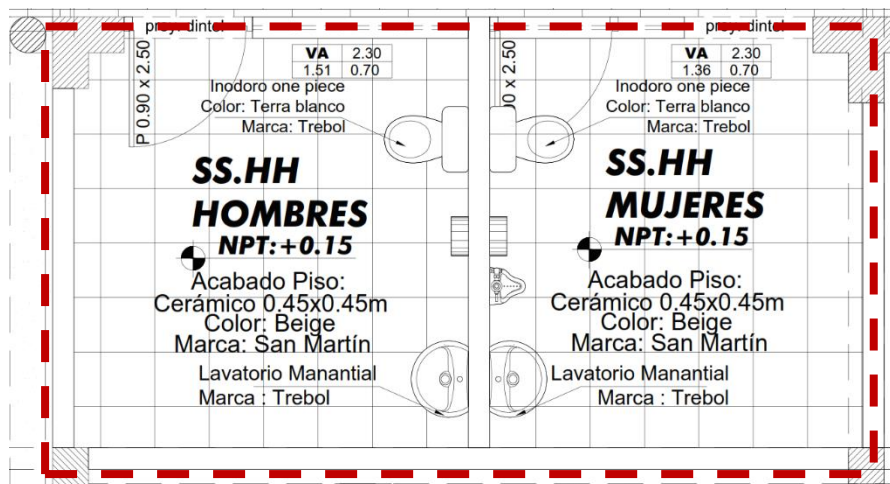 proy. dintel
VA 2.30
1.51 0.70
P 0.90 x 2.50
Inodoro one piece
Color: Terra blanco
Marca: Trebol
SS.HH
HOMBRES
NPT:+0.15
Acabado Piso:
Cerámico 0.45x0.45m
Color: Beige
Marca: San Martín
Lavatorio Manantial
Marca : Trebol
proy. dintel
VA 2.30
1.36 0.70
x 2.50
Inodoro one piece
Color: Terra blanco
Marca: Trebol
SS.HH
MUJERES
NPT:+0.15
Acabado Piso:
Cerámico 0.45x0.45m
Color: Beige
Marca: San Martín
Lavatorio Manantial
Marca : Trebol